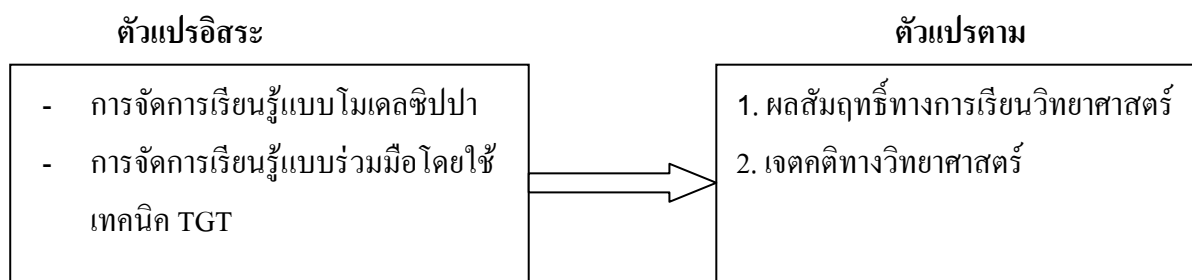 ตัวแปรอิสระ
- การจัดการเรียนรู้แบบโมเดลซิปปา
- การจัดการเรียนรู้แบบร่วมมือโดยใช้
เทคนิค TGT
ตัวแปรตาม
1. ผลสัมฤทธิ์ทางการเรียนวิทยาศาสตร์
2. เจตคติทางวิทยาศาสตร์